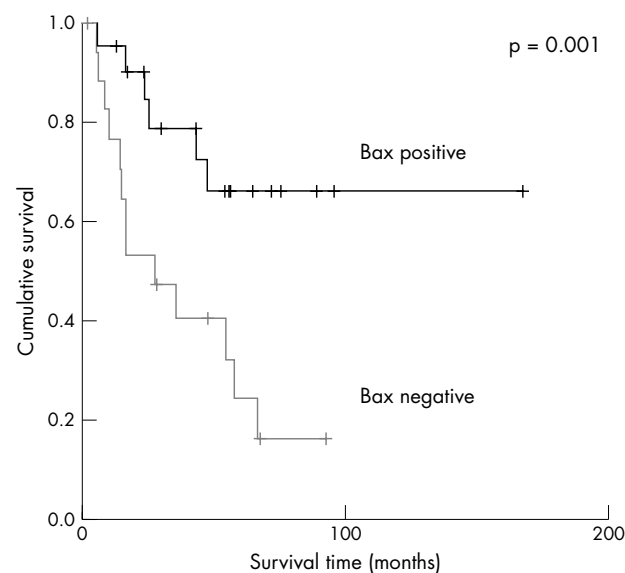 1.0
p = 0.001
0.8
Bax positive
0.6
Cumulative survival
0.4
Bax negative
0.2
0.0
0
100
200
Survival time (months)